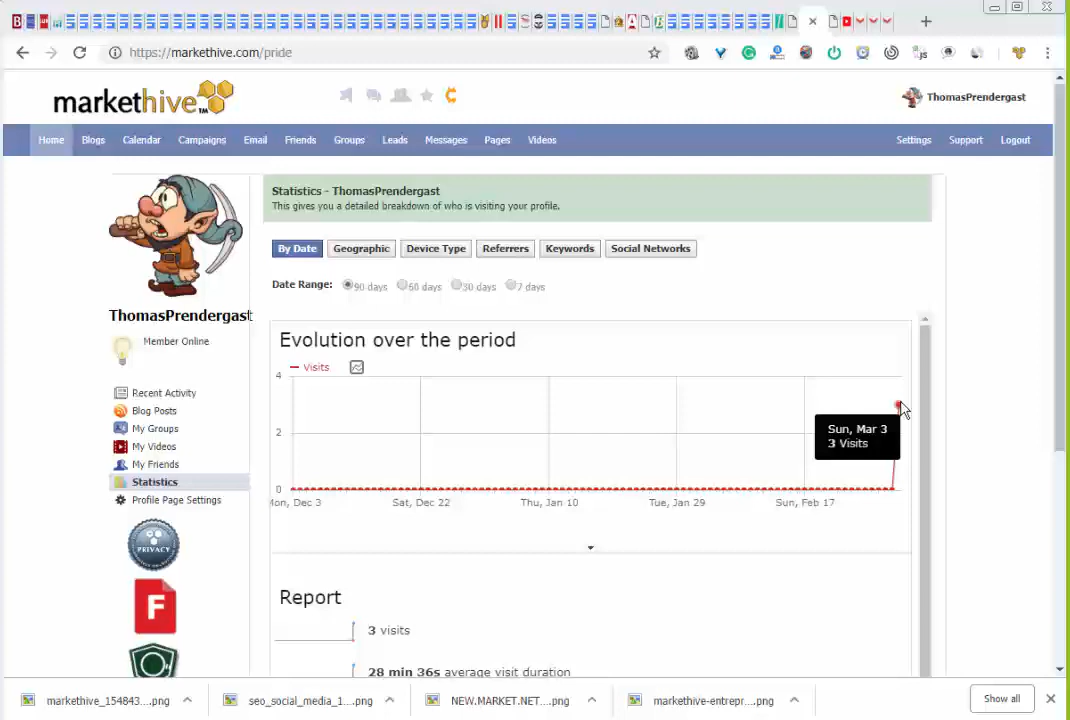 https://markethive.com/pride
markethive
ThomasPrendergast
Home Blogs Calendar Campaigns Email Friends Groups Leads Messages Pages Videos Settings Support Logout
Statistics - ThomasPrendergast
This gives you a detailed breakdown of who is visiting your profile.
By Date Geographic Device Type Referrers Keywords Social Networks
Date Range: 90 days 60 days 30 days 7 days
ThomasPrendergast
Member Online
Recent Activity
Blog Posts
My Groups
My Videos
My Friends
Statistics
Profile Page Settings
PRIVACY
F
Evolution over the period
Visits
4
2
0
Sun, Mar 3
3 Visits
Mon, Dec 3 Sat, Dec 22 Thu, Jan 10 Tue, Jan 29 Sun, Feb 17
Report
3 visits
28 min 36s average visit duration
markethive_154843....png seo_social_media_1....png NEW.MARKET.NET....png markethive-entrepr....png Show all